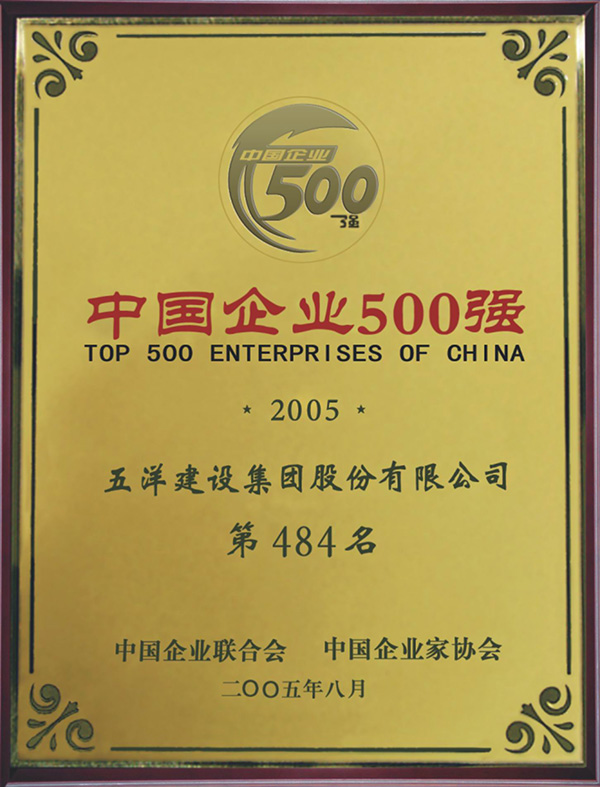 中国企业
500
强
中国企业500强
TOP 500 ENTERPRISES OF CHINA
* 2005 *
五洋建设集团股份有限公司
第484名
中国企业联合会 中国企业家协会
二〇〇五年八月